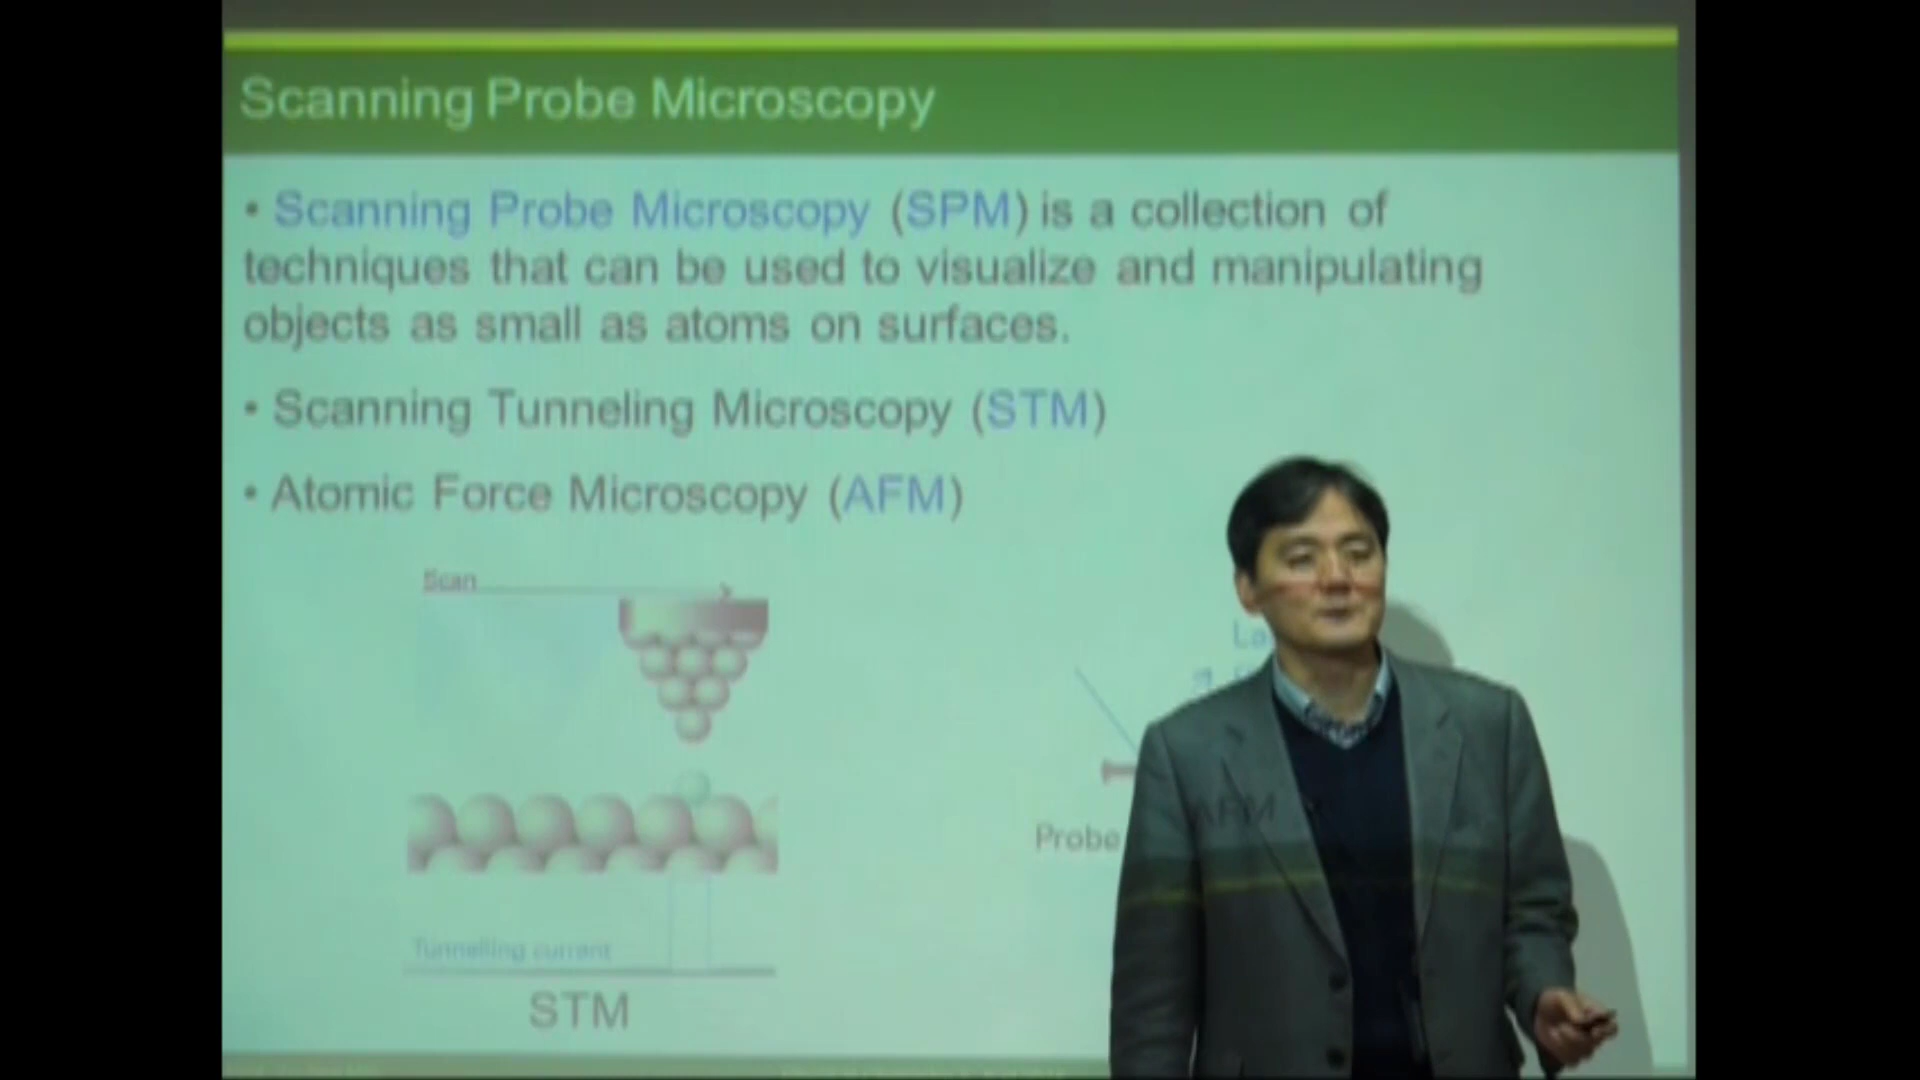 Scanning Probe Microscopy
• Scanning Probe Microscopy (SPM) is a collection of
techniques that can be used to visualize and manipulating
objects as small as atoms on surfaces.
• Scanning Tunneling Microscopy (STM)
• Atomic Force Microscopy (AFM)
Scan
Probe
AFM
Tunnelling current
STM